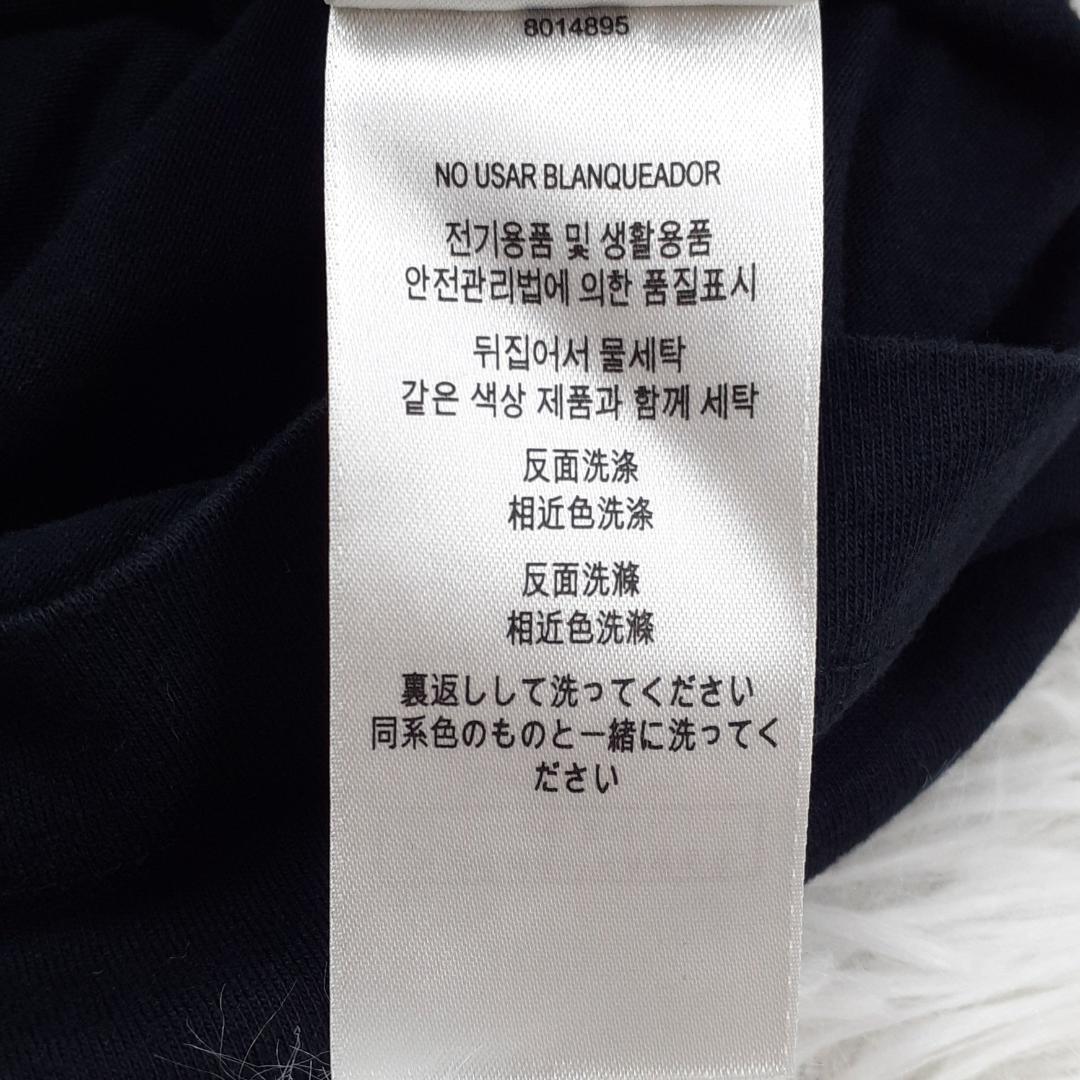 8014895
NO USAR BLANQUEADOR
전기용품 및 생활용품
안전관리법에 의한 품질표시
뒤집어서 물세탁
같은 색상 제품과 함께 세탁
反面洗涤
相近色洗涤
反面洗滌
相近色洗滌
裏返しして洗ってください
同系色のものと一緒に洗ってく
ださい